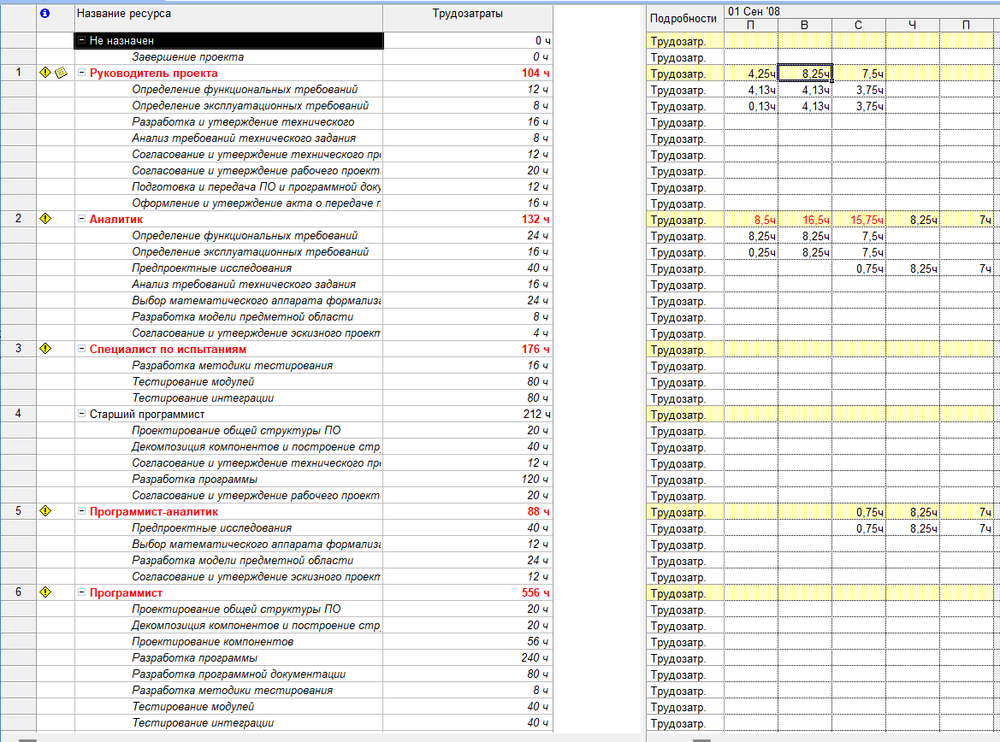 Название ресурса Трудозатраты Подробности 01 Сен '08
П В С Ч П
Не назначен 0 ч Трудозатр.
Завершение проекта 0 ч Трудозатр.
1 Руководитель проекта 104 ч Трудозатр. 4,25ч 8,25ч 7,5ч
Определение функциональных требований 12 ч Трудозатр. 4,13ч 4,13ч 3,75ч
Определение эксплуатационных требований 8 ч Трудозатр. 0,13ч 4,13ч 3,75ч
Разработка и утверждение технического 16 ч Трудозатр.
Анализ требований технического задания 8 ч Трудозатр.
Согласование и утверждение технического пр 12 ч Трудозатр.
Согласование и утверждение рабочего проект 20 ч Трудозатр.
Подготовка и передача ПО и программной доку 12 ч Трудозатр.
Оформление и утверждение акта о передаче п 16 ч Трудозатр.
2 Аналитик 132 ч Трудозатр. 8,5ч 16,5ч 15,75ч 8,25ч 7ч
Определение функциональных требований 24 ч Трудозатр. 8,25ч 8,25ч 7,5ч
Определение эксплуатационных требований 16 ч Трудозатр. 0,25ч 8,25ч 7,5ч
Предпроектные исследования 40 ч Трудозатр. 0,75ч 8,25ч 7ч
Анализ требований технического задания 16 ч Трудозатр.
Выбор математического аппарата формализа 24 ч Трудозатр.
Разработка модели предметной области 8 ч Трудозатр.
Согласование и утверждение эскизного проект 4 ч Трудозатр.
3 Специалист по испытаниям 176 ч Трудозатр.
Разработка методики тестирования 16 ч Трудозатр.
Тестирование модулей 80 ч Трудозатр.
Тестирование интеграции 80 ч Трудозатр.
4 Старший программист 212 ч Трудозатр.
Проектирование общей структуры ПО 20 ч Трудозатр.
Декомпозиция компонентов и построение стр 40 ч Трудозатр.
Согласование и утверждение технического пр 12 ч Трудозатр.
Разработка программы 120 ч Трудозатр.
Согласование и утверждение рабочего проект 20 ч Трудозатр.
5 Программист-аналитик 88 ч Трудозатр. 0,75ч 8,25ч 7ч
Предпроектные исследования 40 ч Трудозатр. 0,75ч 8,25ч 7ч
Выбор математического аппарата формализа 12 ч Трудозатр.
Разработка модели предметной области 24 ч Трудозатр.
Согласование и утверждение эскизного проект 12 ч Трудозатр.
6 Программист 556 ч Трудозатр.
Проектирование общей структуры ПО 20 ч Трудозатр.
Декомпозиция компонентов и построение стр 20 ч Трудозатр.
Проектирование компонентов 56 ч Трудозатр.
Разработка программы 240 ч Трудозатр.
Разработка программной документации 80 ч Трудозатр.
Разработка методики тестирования 8 ч Трудозатр.
Тестирование модулей 40 ч Трудозатр.
Тестирование интеграции 40 ч Трудозатр.